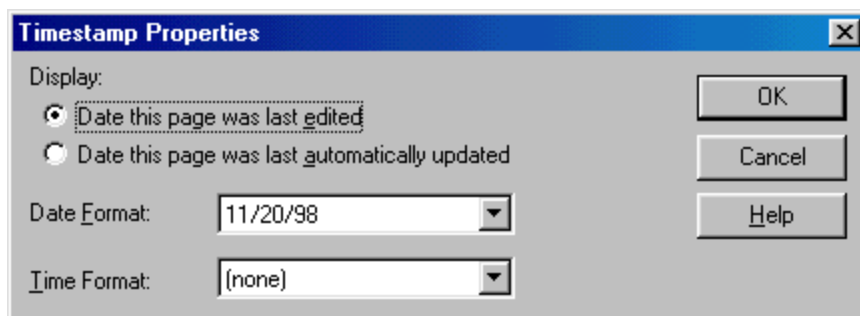 Timestamp Properties
Display:
Date this page was last edited
Date this page was last automatically updated
OK
Cancel
Date Format: 11/20/98
Help
Time Format: (none)